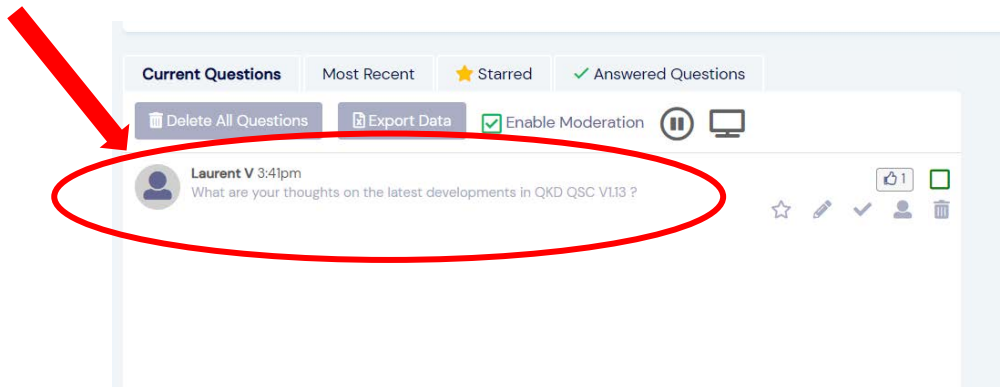 Current Questions Most Recent Starred Answered Questions
Delete All Questions Export Data Enable Moderation
Laurent V 3:41pm
What are your thoughts on the latest developments in QKD QSC V1.13 ?
1